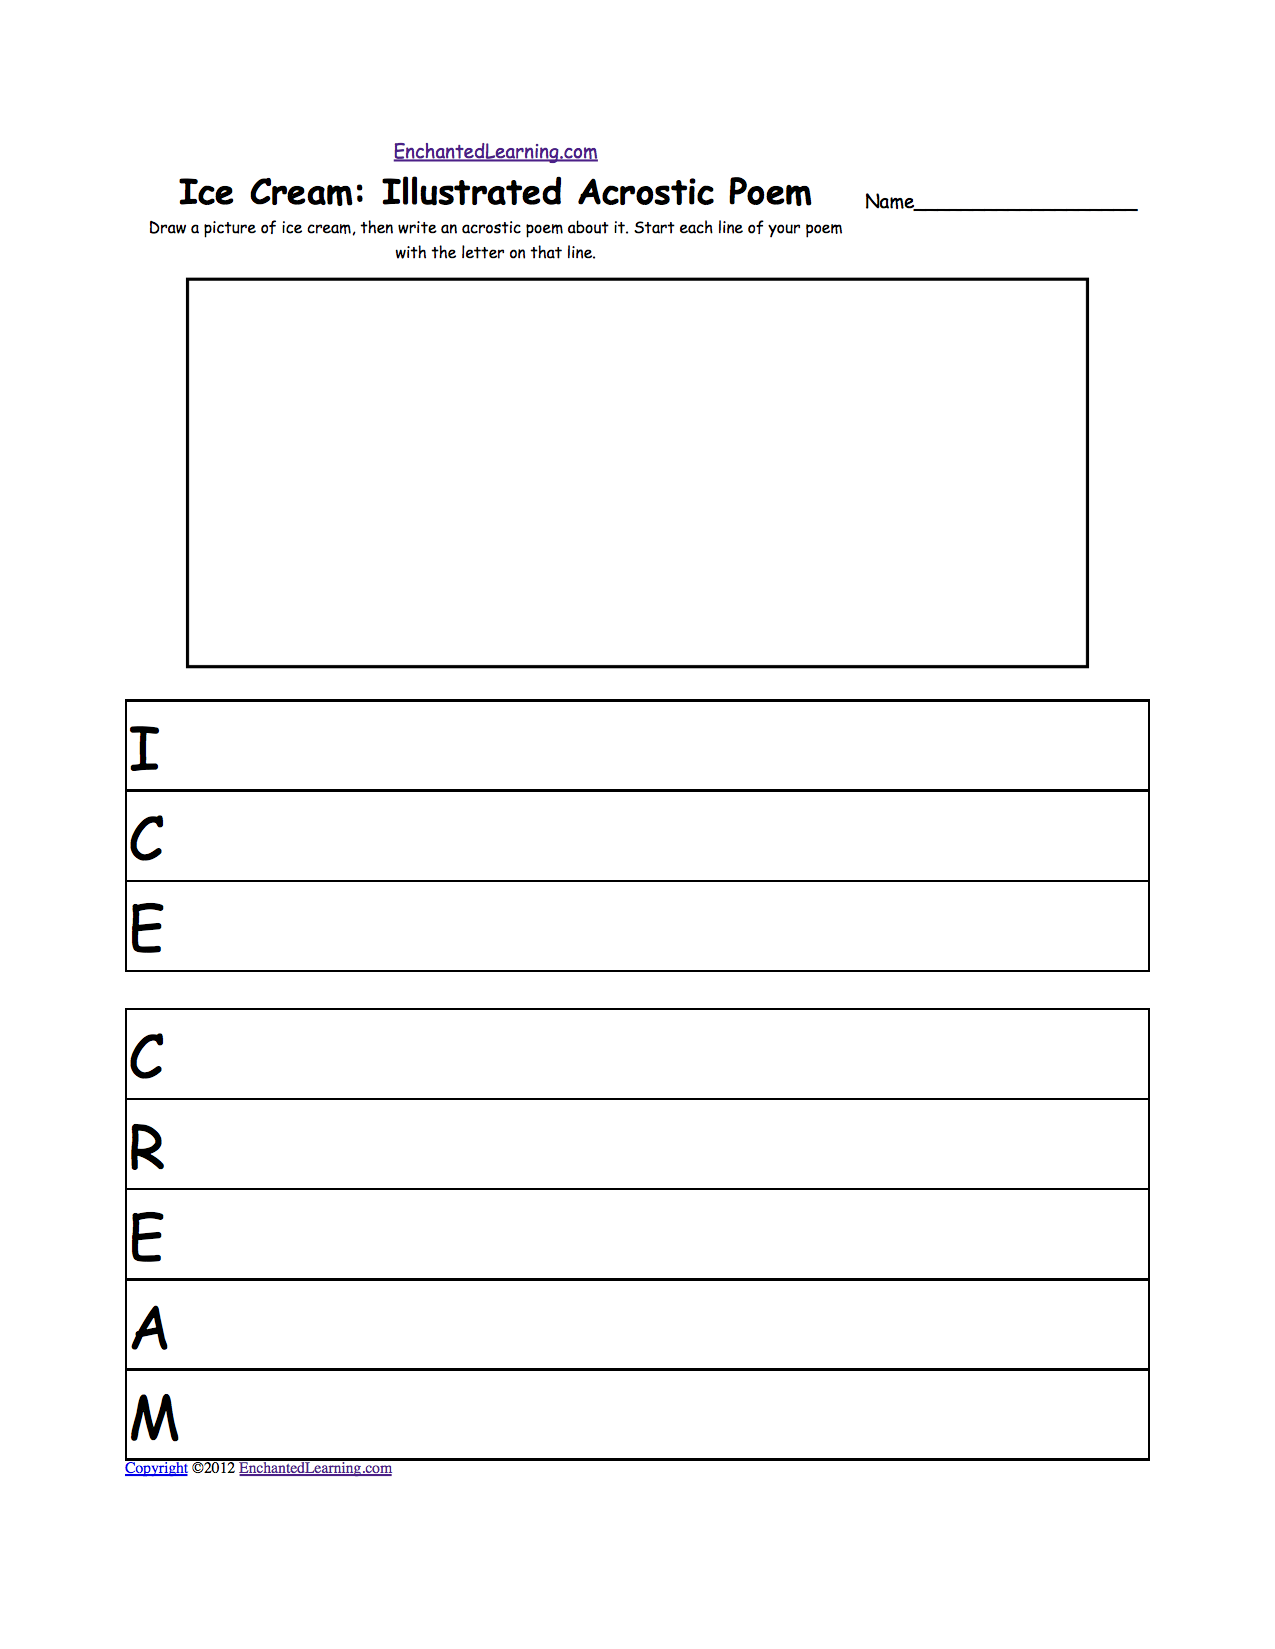 EnchantedLearning.com
Ice Cream: Illustrated Acrostic Poem
Name____________________
Draw a picture of ice cream, then write an acrostic poem about it. Start each line of your poem
with the letter on that line.
I
C
E
C
R
E
A
M
Copyright ©2012 EnchantedLearning.com